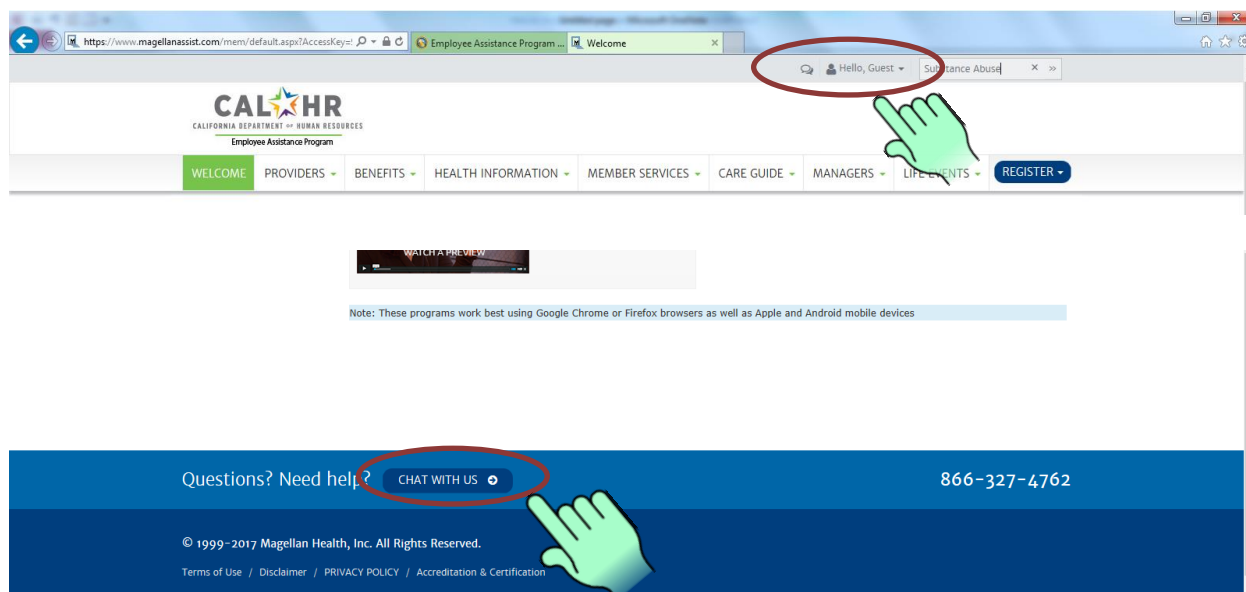 https://www.magellanassist.com/mem/default.aspx?AccessKey=
Employee Assistance Program ...
Welcome
Hello, Guest
Substance Abuse
CAL HR
CALIFORNIA DEPARTMENT OF HUMAN RESOURCES
Employee Assistance Program
WELCOME PROVIDERS BENEFITS HEALTH INFORMATION MEMBER SERVICES CARE GUIDE MANAGERS LIFE EVENTS REGISTER
WATCH A PREVIEW
Note: These programs work best using Google Chrome or Firefox browsers as well as Apple and Android mobile devices
Questions? Need help? CHAT WITH US 866-327-4762
© 1999-2017 Magellan Health, Inc. All Rights Reserved.
Terms of Use / Disclaimer / PRIVACY POLICY / Accreditation & Certification